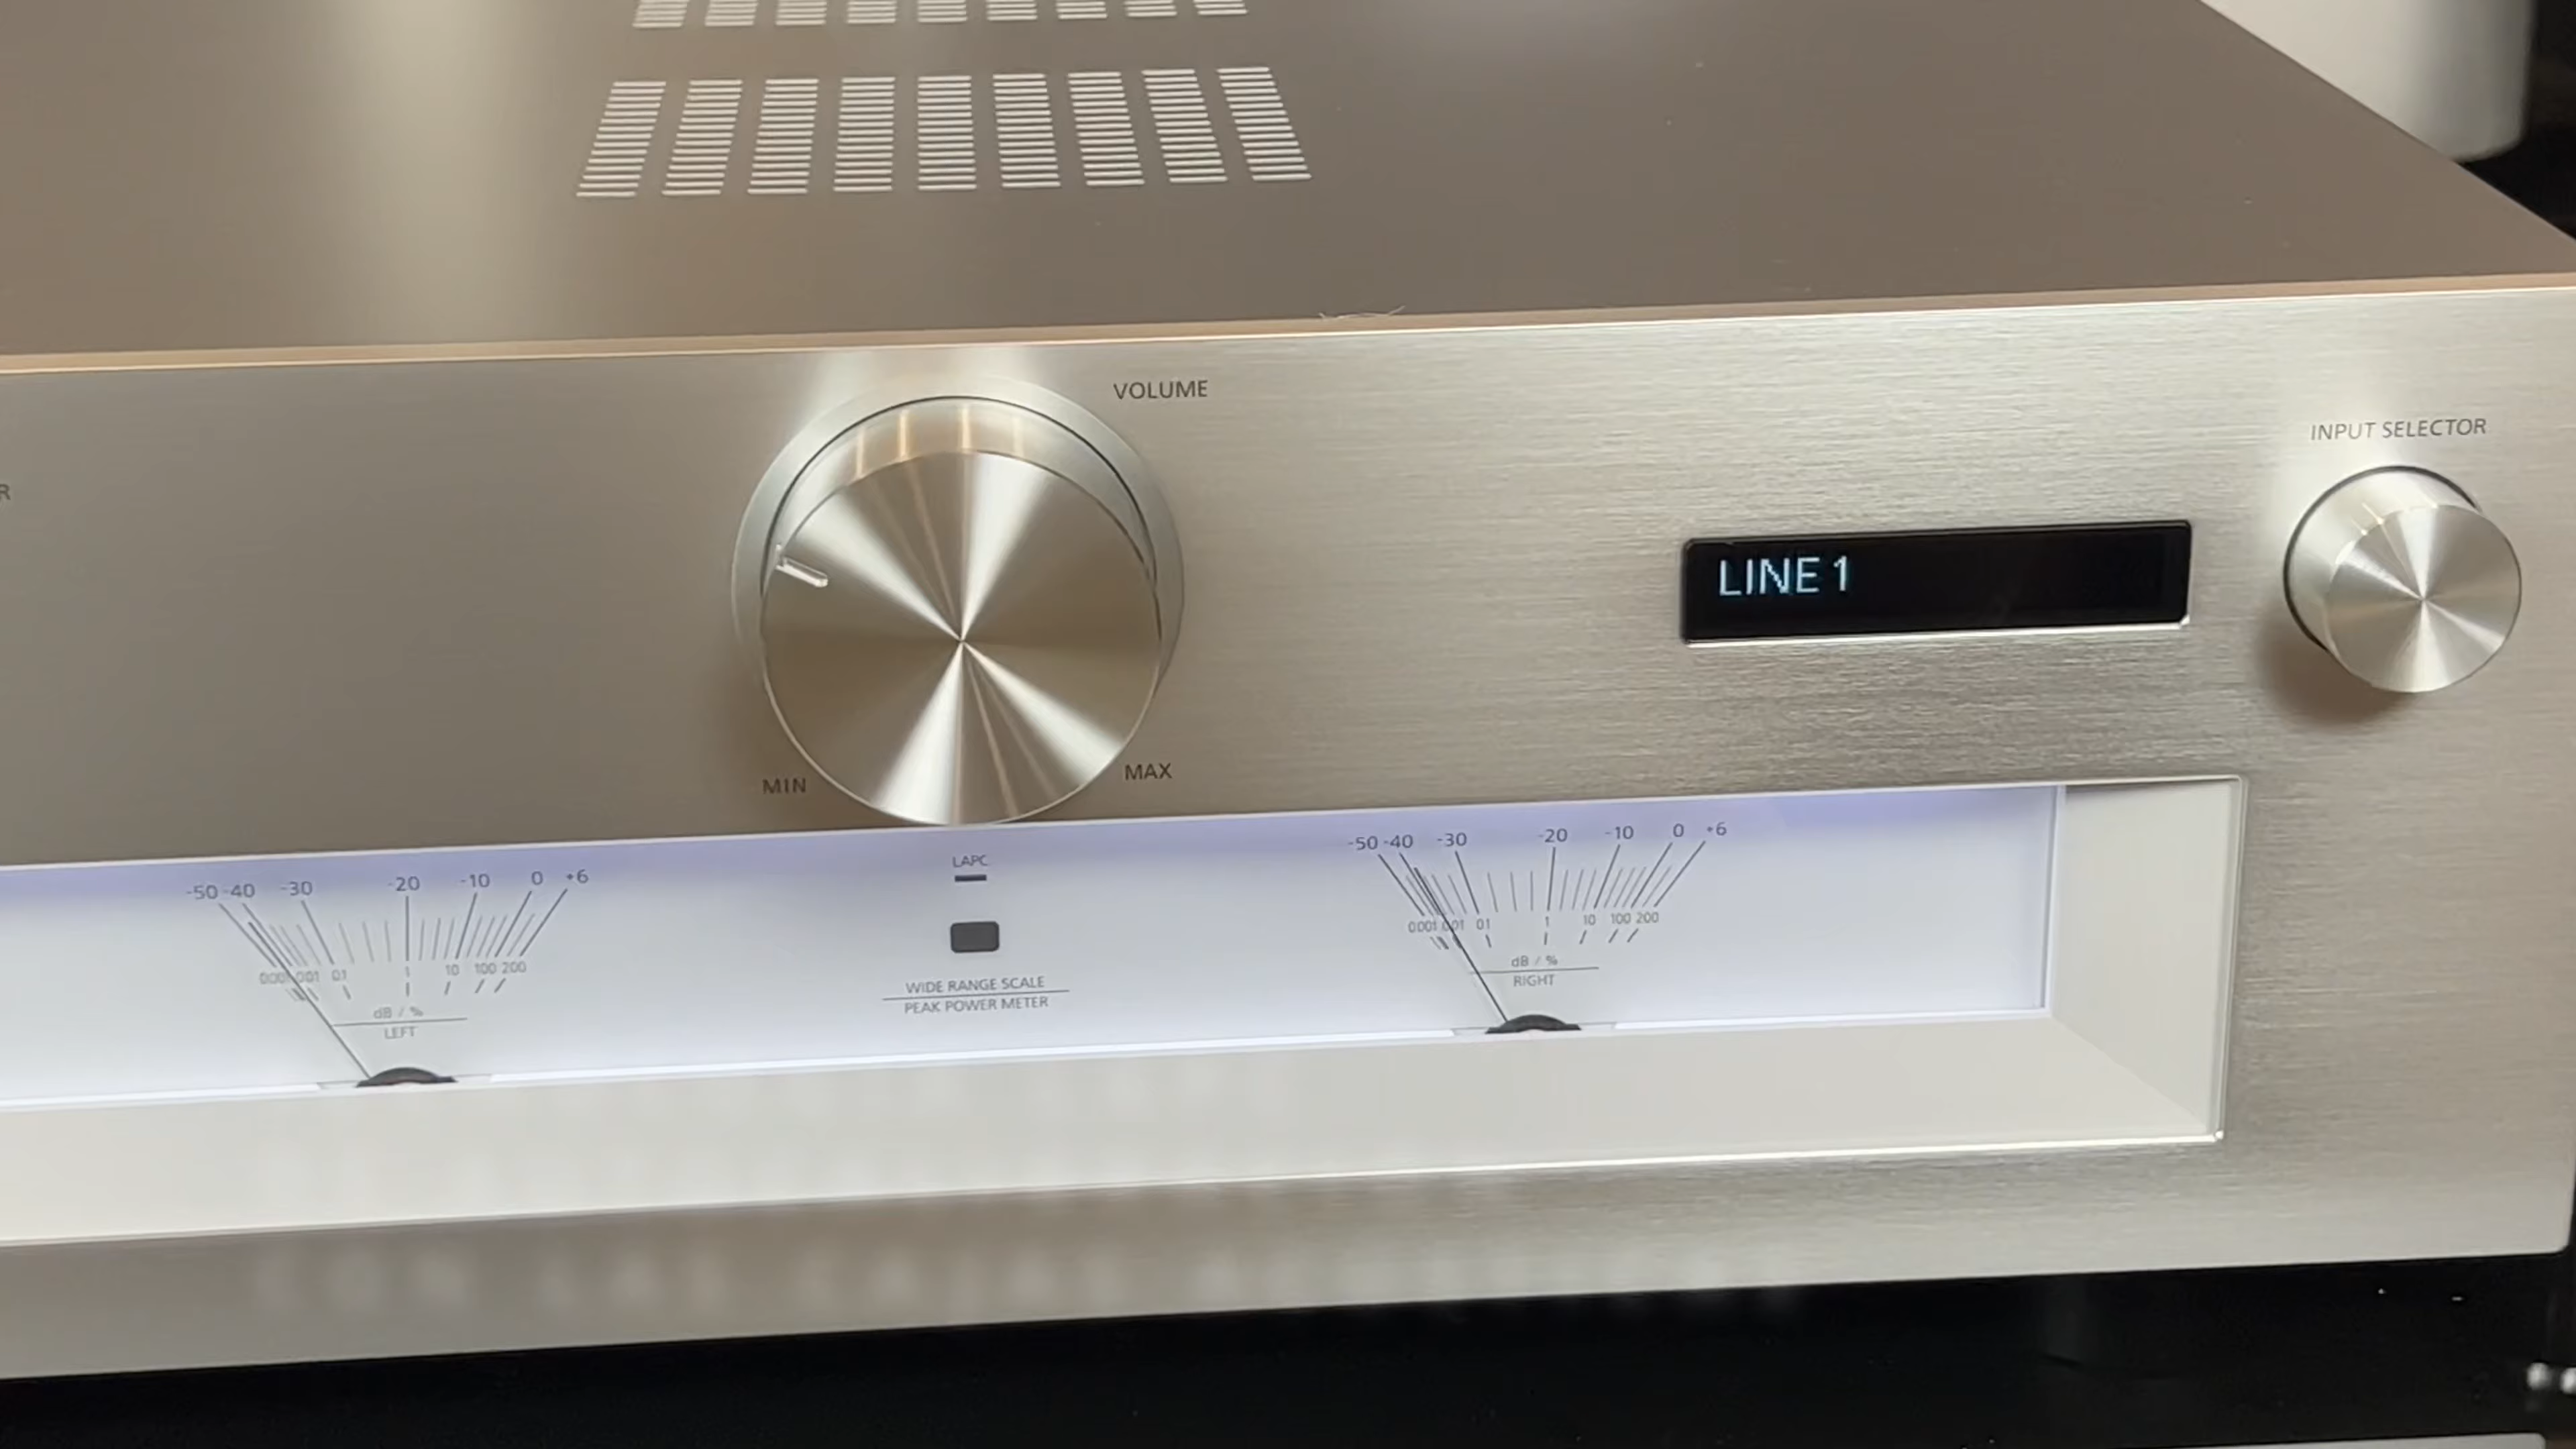 VOLUME
INPUT SELECTOR
R
LINE 1
MIN
MAX
-50 -40 -30 -20 -10 0 +6
0.01 0.1 1 10 100 200
dB / %
LEFT
LAPC
WIDE RANGE SCALE
PEAK POWER METER
-50 -40 -30 -20 -10 0 +6
0.001 0.01 0.1 1 10 100 200
dB / %
RIGHT